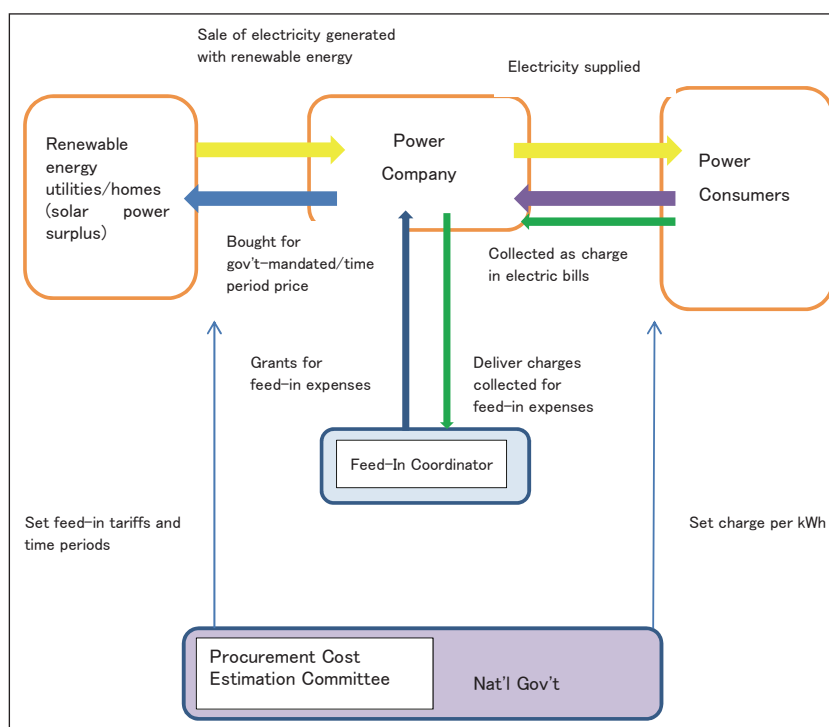 Sale of electricity generated
with renewable energy
Electricity supplied
Renewable
energy
utilities/homes
(solar power
surplus)
Power
Company
Power
Consumers
Bought for
gov't-mandated/time
period price
Collected as charge
in electric bills
Grants for
feed-in expenses
Deliver charges
collected for
feed-in expenses
Feed-In Coordinator
Set feed-in tariffs and
time periods
Set charge per kWh
Procurement Cost
Estimation Committee
Nat'l Gov't